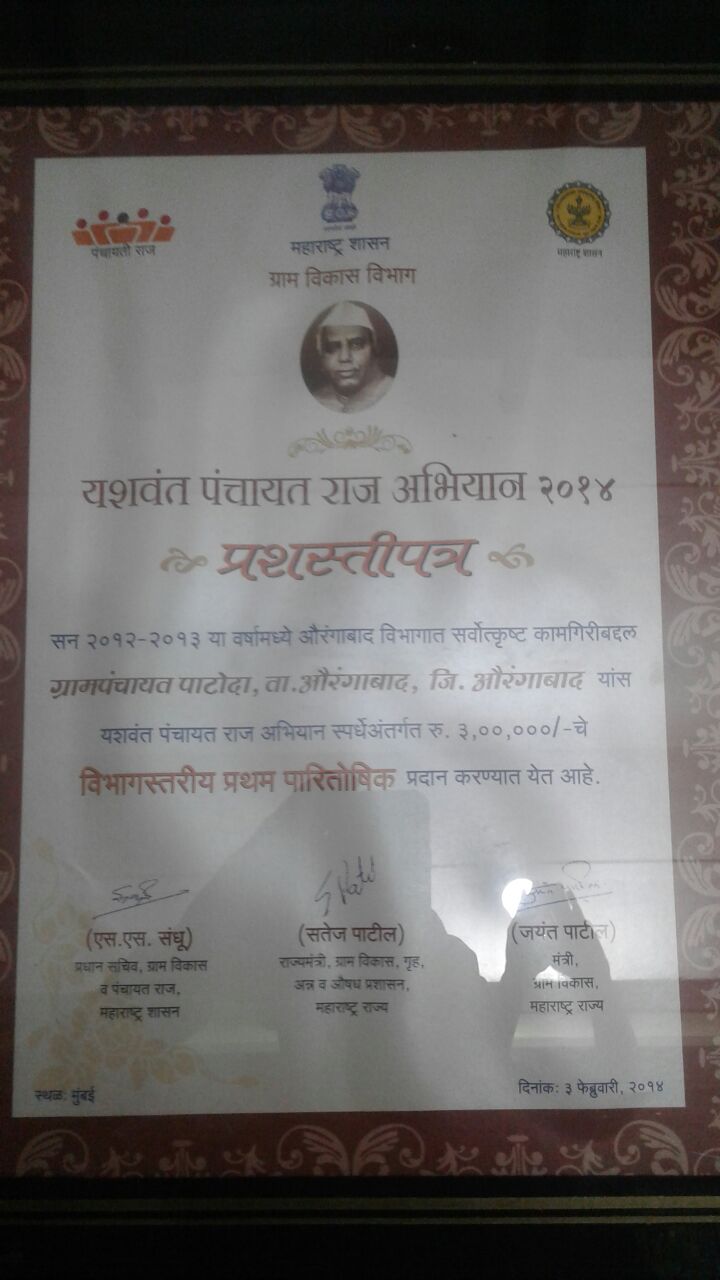 पंचायती राज
महाराष्ट्र शासन
महाराष्ट्र शासन
ग्राम विकास विभाग
यशवंत पंचायत राज अभियान २०१४
प्रशस्तीपत्र
सन २०१२-२०१३ या वर्षामध्ये औरंगाबाद विभागात सर्वोत्कृष्ट कामगिरीबद्दल
ग्रामपंचायत पाटोदा, ता.औरंगाबाद, जि. औरंगाबाद यांस
यशवंत पंचायत राज अभियान स्पर्धेअंतर्गत रु. ३,००,०००/-चे
विभागस्तरीय प्रथम पारितोषिक प्रदान करण्यात येत आहे.
(एस.एस. संधू)
प्रधान सचिव, ग्राम विकास
व पंचायत राज,
महाराष्ट्र शासन
(सतेज पाटील)
राज्यमंत्री, ग्राम विकास, गृह,
अन्न व औषध प्रशासन,
महाराष्ट्र राज्य
(जयंत पाटील)
मंत्री,
ग्राम विकास,
महाराष्ट्र राज्य
स्थळ: मुंबई
दिनांक: ३ फेब्रुवारी, २०१४